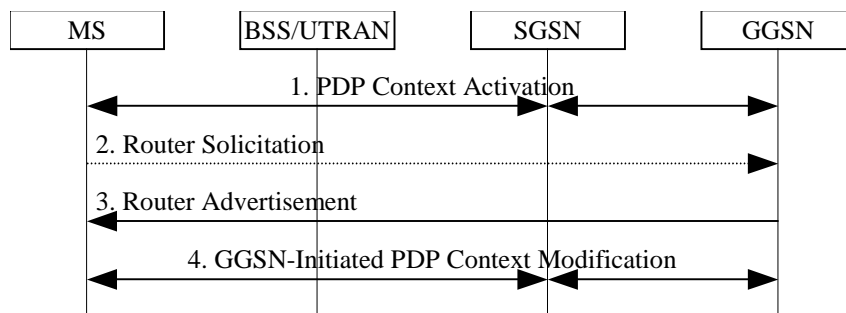 MS
BSS/UTRAN
SGSN
GGSN
1. PDP Context Activation
2. Router Solicitation
3. Router Advertisement
4. GGSN-Initiated PDP Context Modification